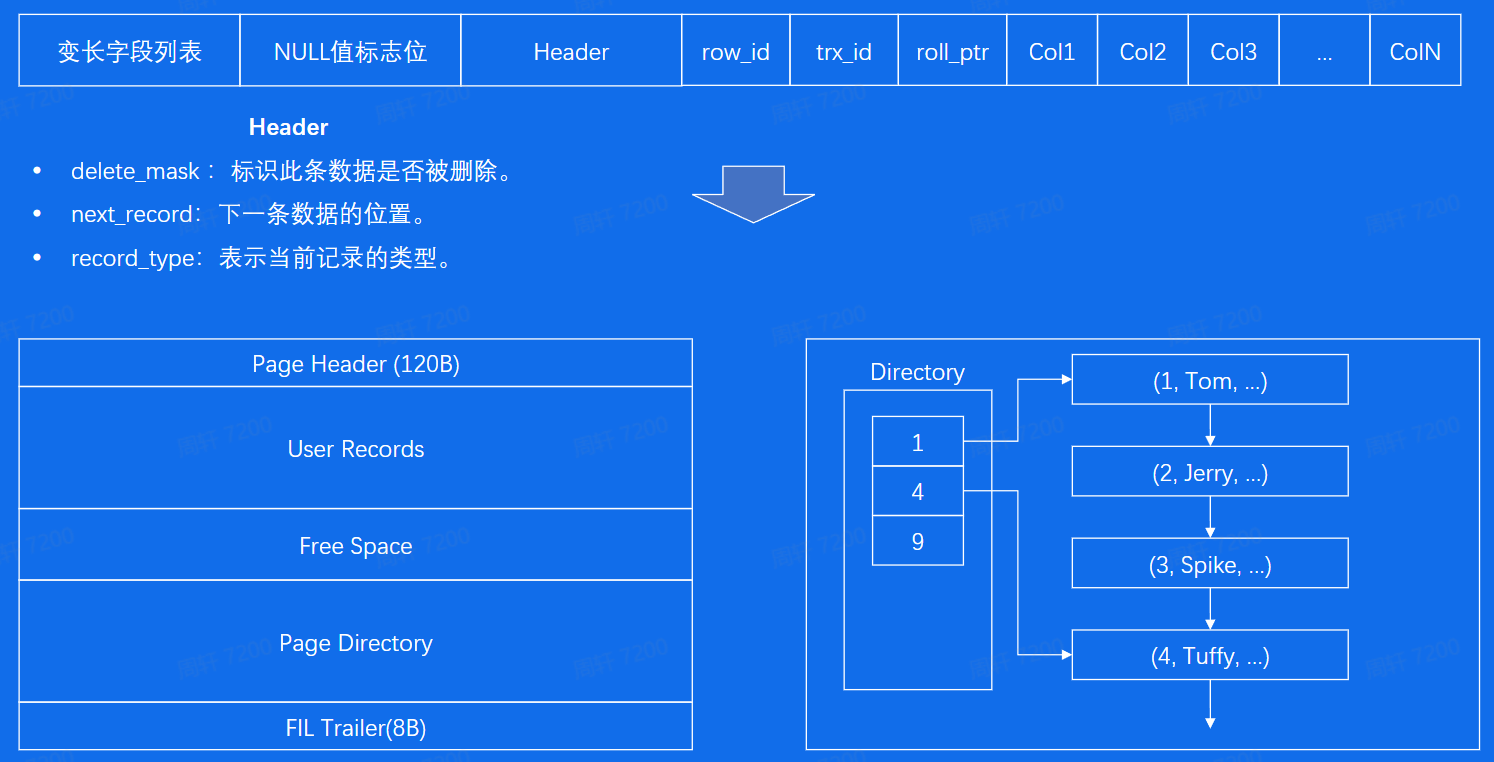 变长字段列表 NULL值标志位 Header row_id trx_id roll_ptr Col1 Col2 Col3 ... ColN
Header
• delete_mask：标识此条数据是否被删除。
• next_record：下一条数据的位置。
• record_type：表示当前记录的类型。
Page Header (120B)
User Records
Free Space
Page Directory
FIL Trailer(8B)
Directory
1
4
9
(1, Tom, ...)
(2, Jerry, ...)
(3, Spike, ...)
(4, Tuffy, ...)
周轩 7200